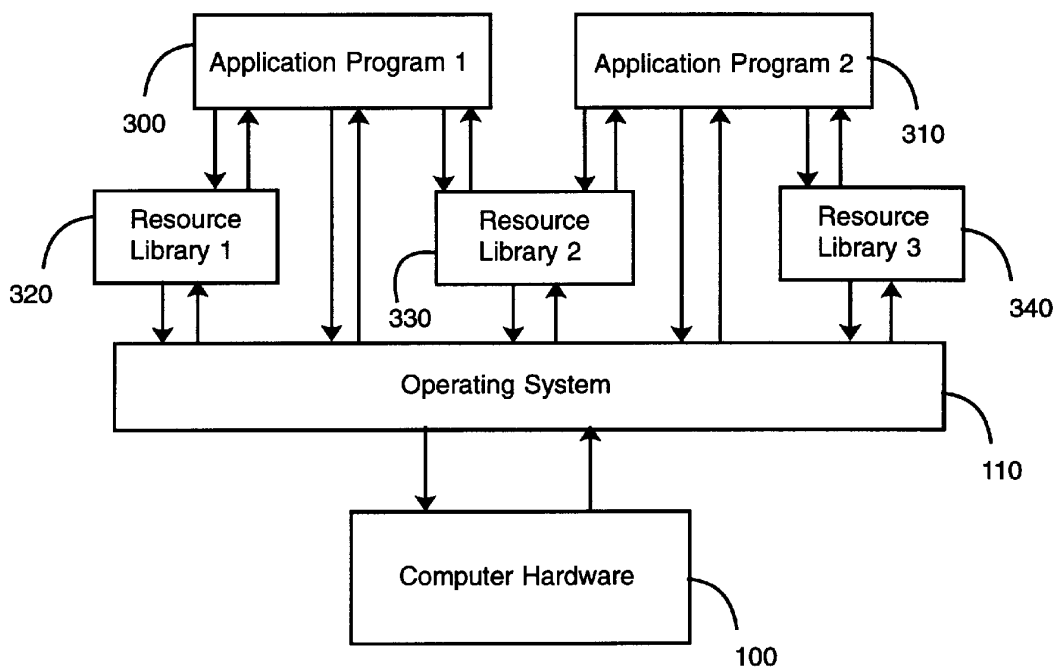 Application Program 1
Application Program 2
300
310
Resource
Library 1
Resource
Library 2
Resource
Library 3
320
330
340
Operating System
110
Computer Hardware
100